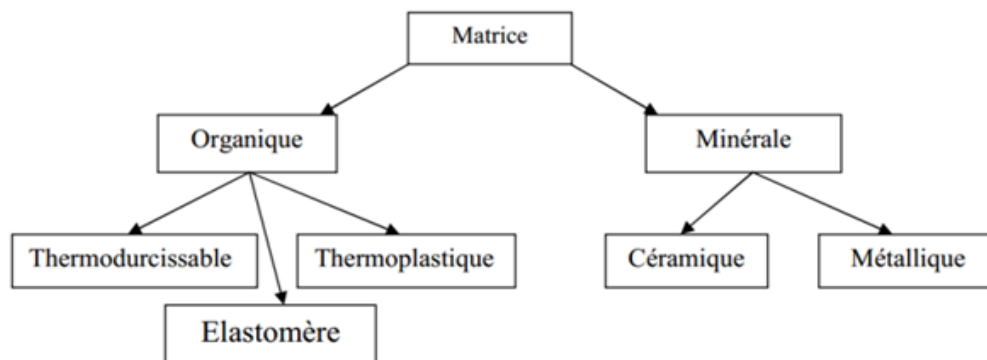 Matrice
Organique
Minérale
Thermodurcissable
Thermoplastique
Céramique
Métallique
Elastomère